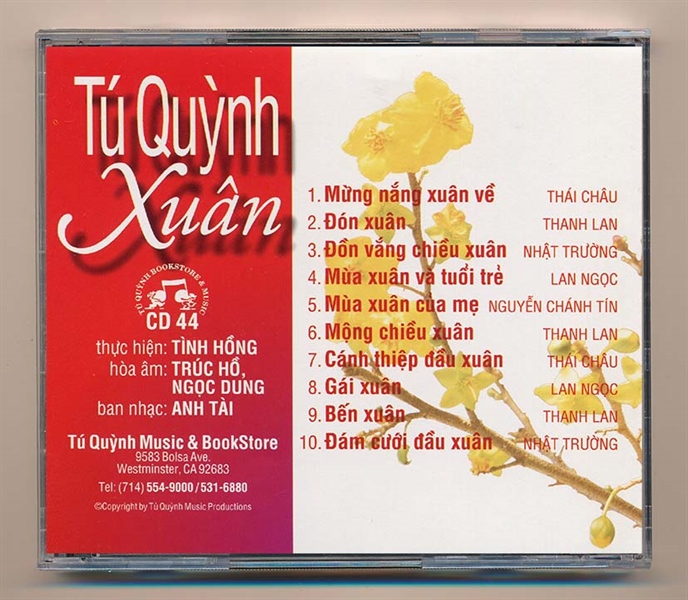 Tú Quỳnh
Xuân
TÚ QUỲNH BOOKSTORE & MUSIC
CD 44
thực hiện: TÌNH HỒNG
hòa âm: TRÚC HỒ,
NGỌC DUNG
ban nhạc: ANH TÀI
Tú Quỳnh Music & BookStore
9583 Bolsa Ave.
Westminster, CA 92683
Tel: (714) 554-9000 / 531-6880
©Copyright by Tú Quỳnh Music Productions
1. Mừng nắng xuân về THÁI CHÂU
2. Đón xuân THANH LAN
3. Đồn vắng chiều xuân NHẬT TRƯỜNG
4. Mùa xuân và tuổi trẻ LAN NGỌC
5. Mùa xuân của mẹ NGUYỄN CHÁNH TÍN
6. Mộng chiều xuân THANH LAN
7. Cánh thiệp đầu xuân THÁI CHÂU
8. Gái xuân LAN NGỌC
9. Bến xuân THANH LAN
10. Đám cưới đầu xuân NHẬT TRƯỜNG